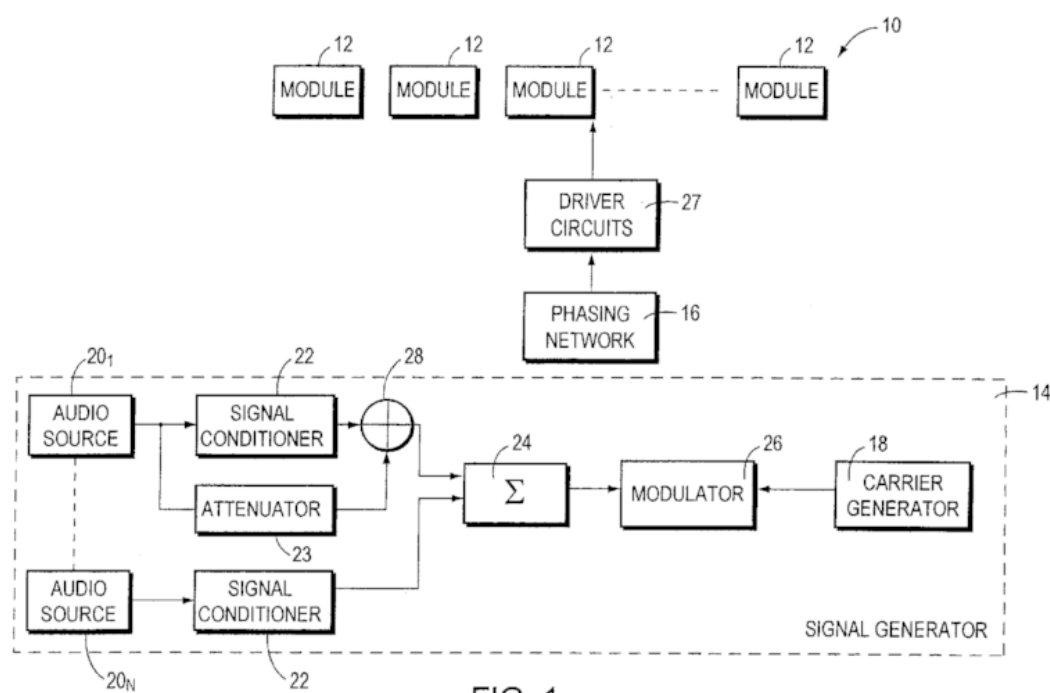 12
12
12
12
10
MODULE
MODULE
MODULE
MODULE
DRIVER
CIRCUITS
27
PHASING
NETWORK
16
20₁
22
28
14
AUDIO
SOURCE
SIGNAL
CONDITIONER
24
Σ
26
MODULATOR
18
CARRIER
GENERATOR
ATTENUATOR
23
AUDIO
SOURCE
SIGNAL
CONDITIONER
SIGNAL GENERATOR
20ₙ
22
FIG. 1